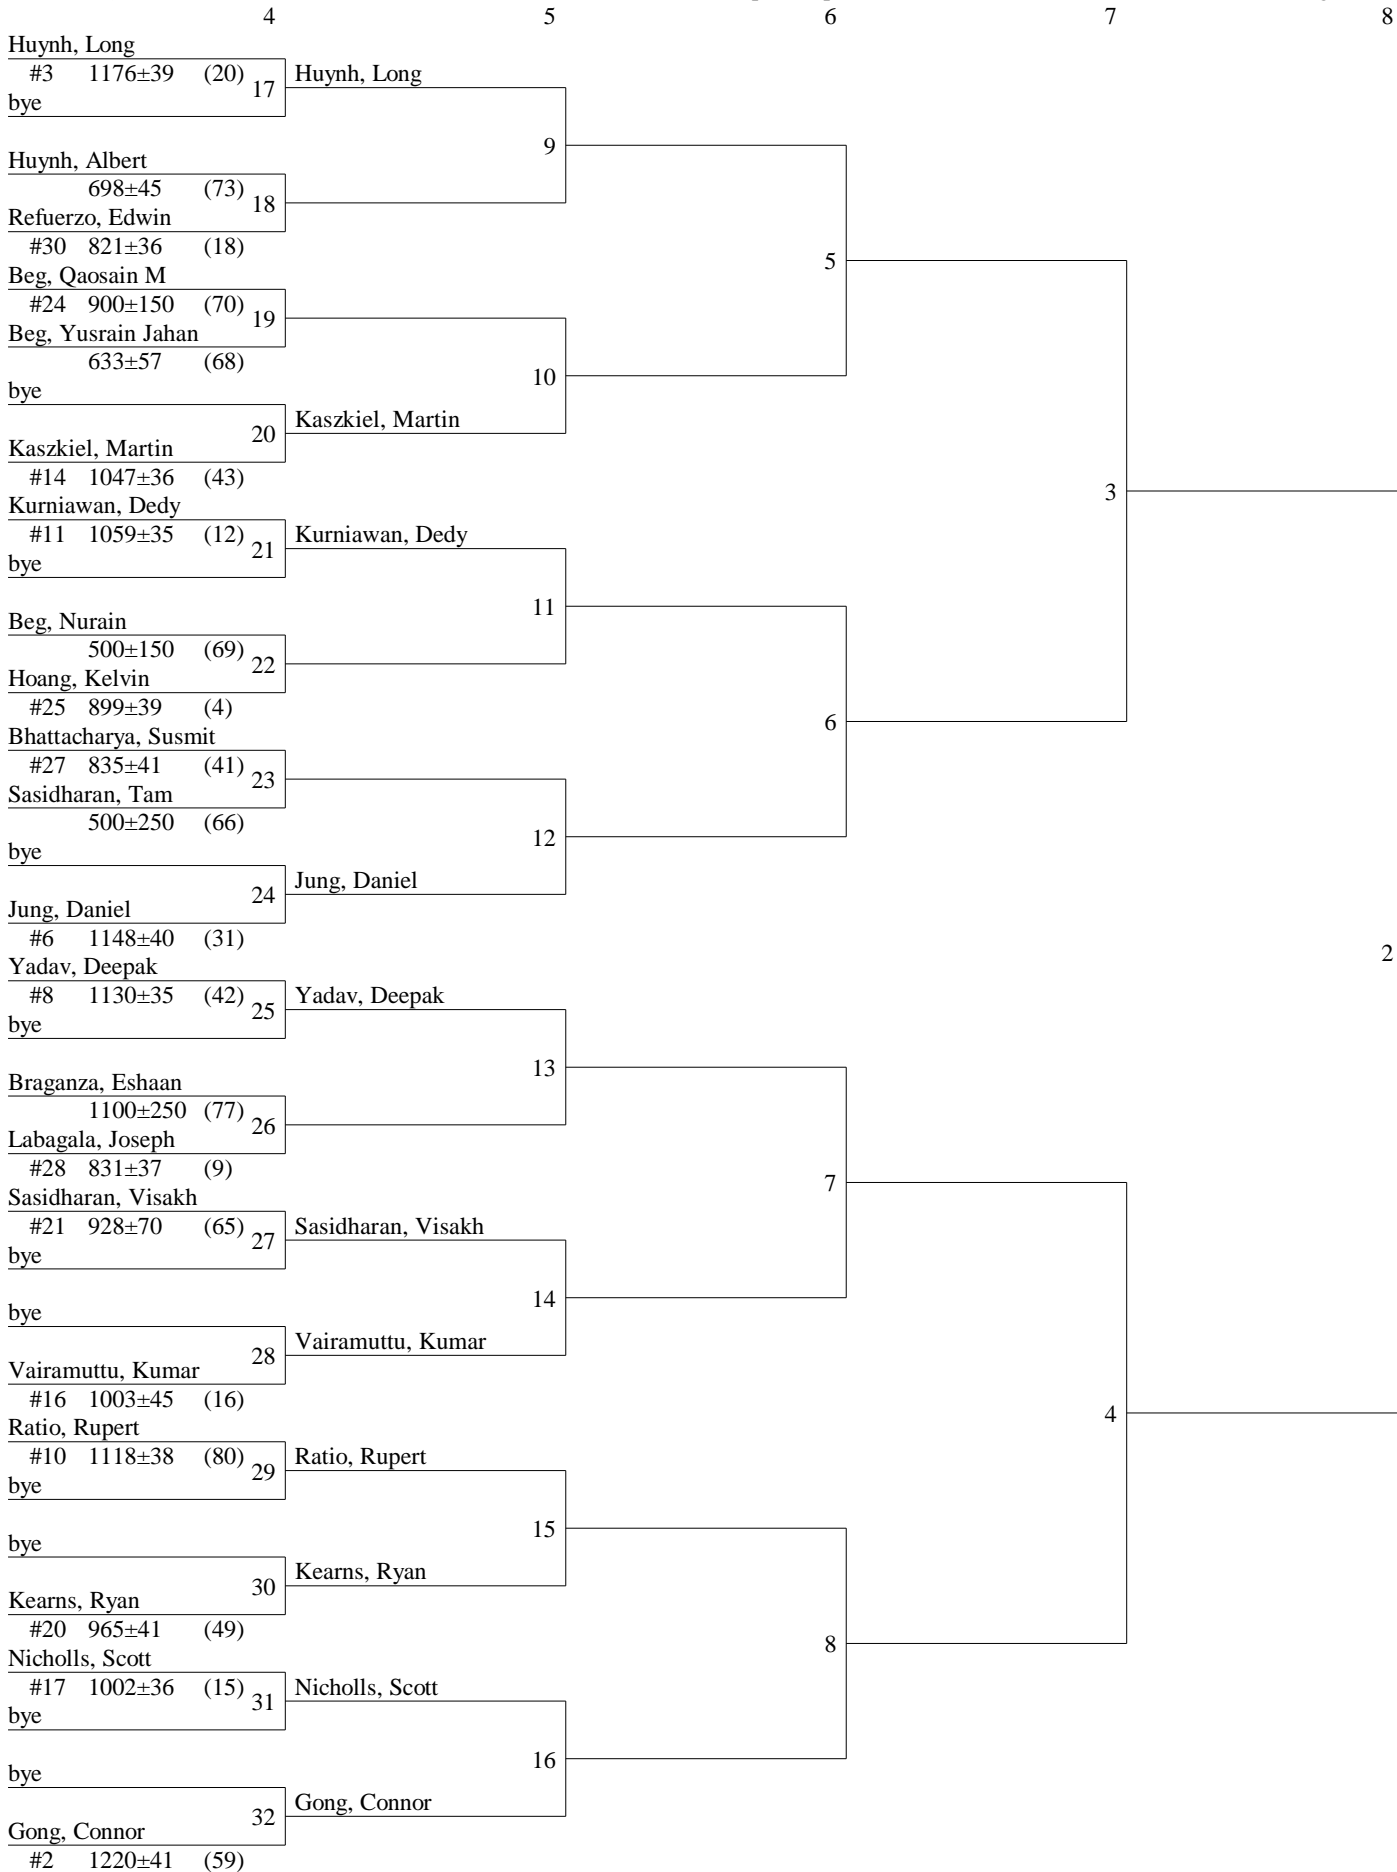 4 5 6 7 8
Huynh, Long
#3 1176±39 (20) 17 Huynh, Long
bye
9
Huynh, Albert
698±45 (73) 18
Refuerzo, Edwin
#30 821±36 (18)
5
Beg, Qaosain M
#24 900±150 (70) 19
Beg, Yusrain Jahan
633±57 (68)
10
bye
20 Kaszkiel, Martin
Kaszkiel, Martin
#14 1047±36 (43)
3
Kurniawan, Dedy
#11 1059±35 (12) 21 Kurniawan, Dedy
bye
11
Beg, Nurain
500±150 (69) 22
Hoang, Kelvin
#25 899±39 (4)
6
Bhattacharya, Susmit
#27 835±41 (41) 23
Sasidharan, Tam
500±250 (66)
12
bye
24 Jung, Daniel
Jung, Daniel
#6 1148±40 (31)
2
Yadav, Deepak
#8 1130±35 (42) 25 Yadav, Deepak
bye
13
Braganza, Eshaan
1100±250 (77) 26
Labagala, Joseph
#28 831±37 (9)
7
Sasidharan, Visakh
#21 928±70 (65) 27 Sasidharan, Visakh
bye
14
bye
28 Vairamuttu, Kumar
Vairamuttu, Kumar
#16 1003±45 (16)
4
Ratio, Rupert
#10 1118±38 (80) 29 Ratio, Rupert
bye
15
bye
30 Kearns, Ryan
Kearns, Ryan
#20 965±41 (49)
8
Nicholls, Scott
#17 1002±36 (15) 31 Nicholls, Scott
bye
16
bye
32 Gong, Connor
Gong, Connor
#2 1220±41 (59)